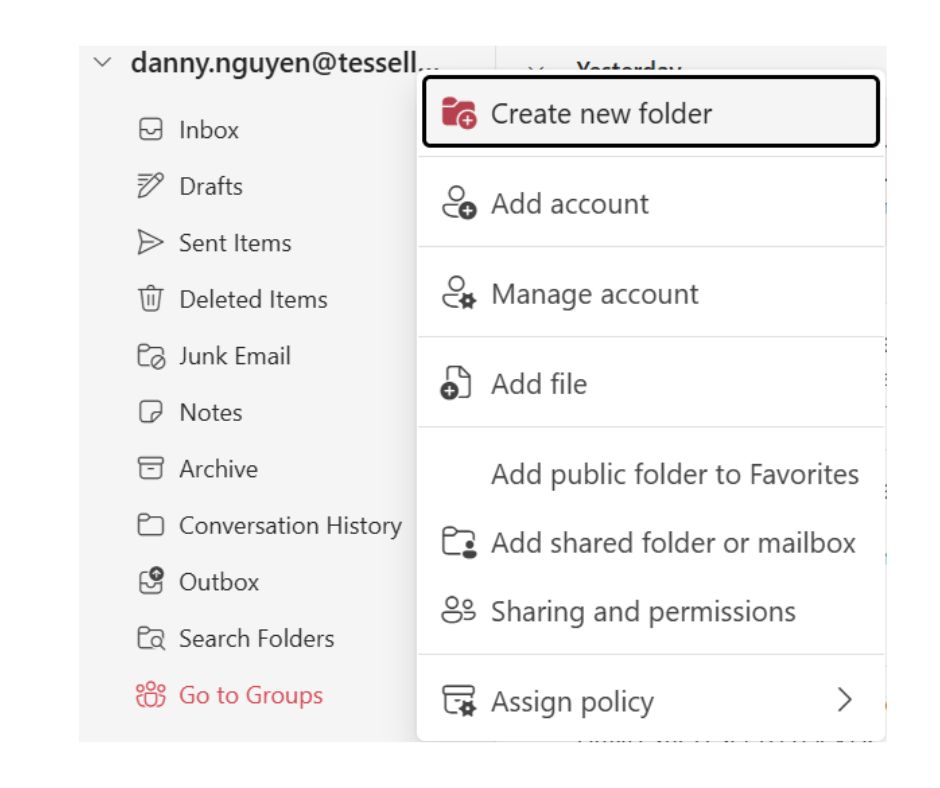 danny.nguyen@tessell...
Yesterday
Create new folder
Inbox
Add account
Drafts
Sent Items
Manage account
Deleted Items
Junk Email
Add file
Notes
Archive
Add public folder to Favorites
Conversation History
Add shared folder or mailbox
Outbox
Sharing and permissions
Search Folders
Go to Groups
Assign policy